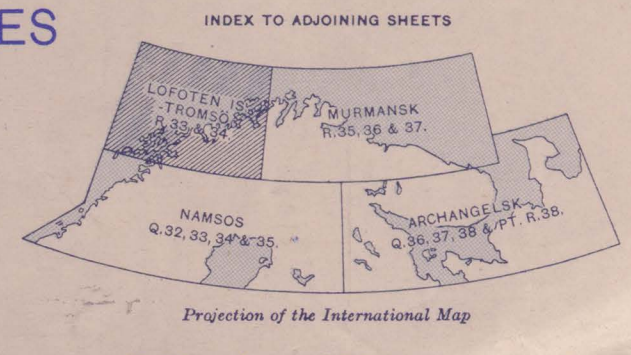 ES
INDEX TO ADJOINING SHEETS
LOFOTEN IS
-TROMSÖ
R.33, & 34.
MURMANSK
R.35, 36 & 37.
NAMSOS
Q.32, 33, 34 & 35.
ARCHANGELSK
Q.36, 37, 38 & PT. R.38.
Projection of the International Map